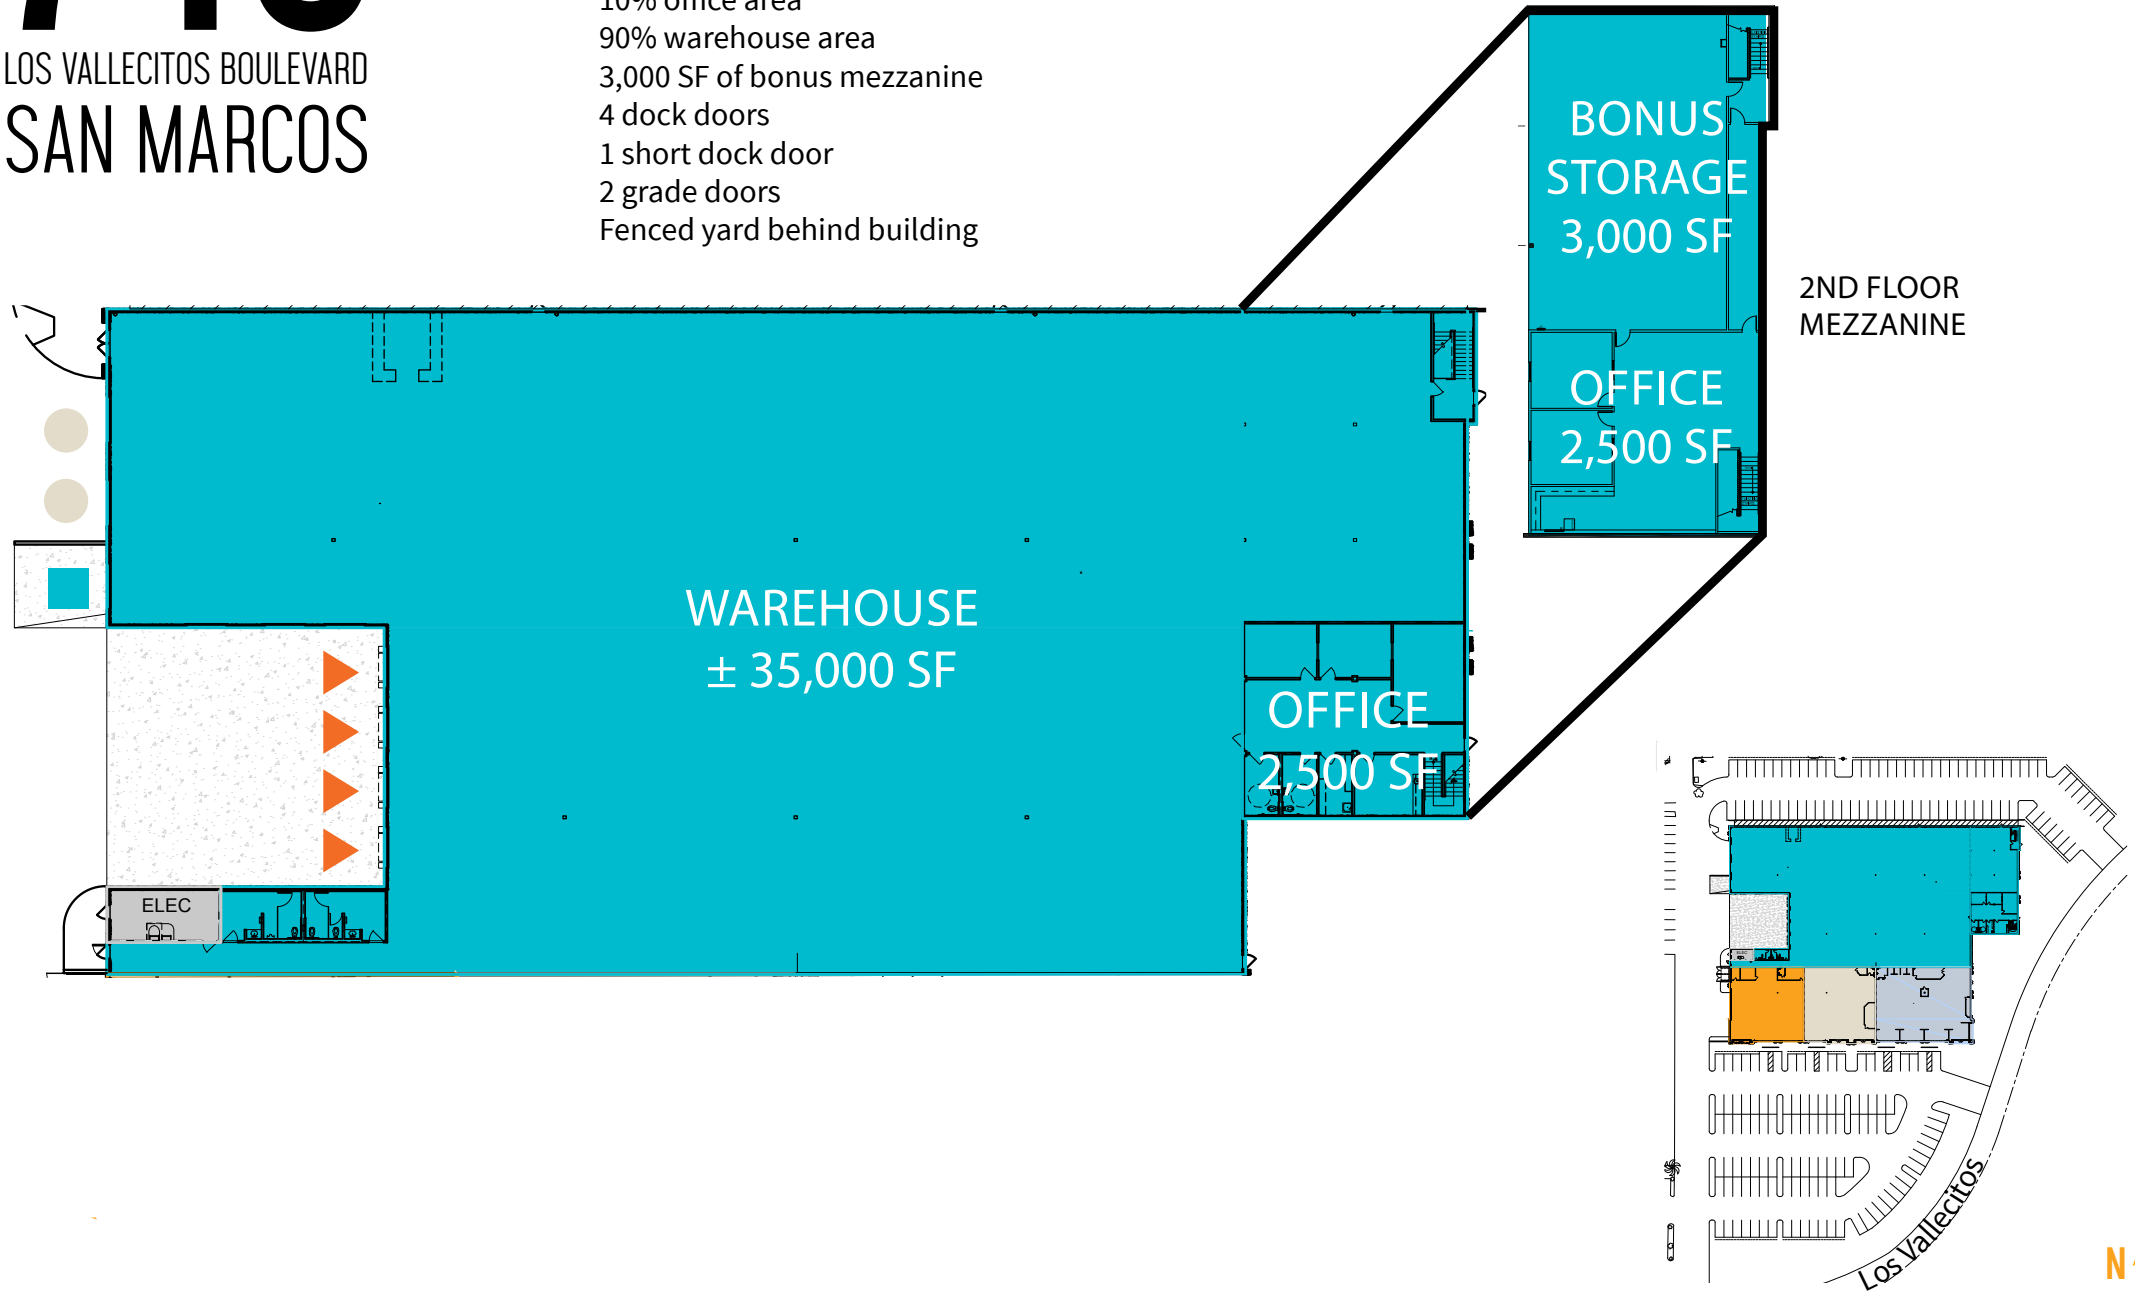 LOS VALLECITOS BOULEVARD
SAN MARCOS
10% office area
90% warehouse area
3,000 SF of bonus mezzanine
4 dock doors
1 short dock door
2 grade doors
Fenced yard behind building
BONUS
STORAGE
3,000 SF
2ND FLOOR
MEZZANINE
OFFICE
2,500 SF
WAREHOUSE
± 35,000 SF
OFFICE
2,500 SF
ELEC
ELEC
Los Vallecitos
N